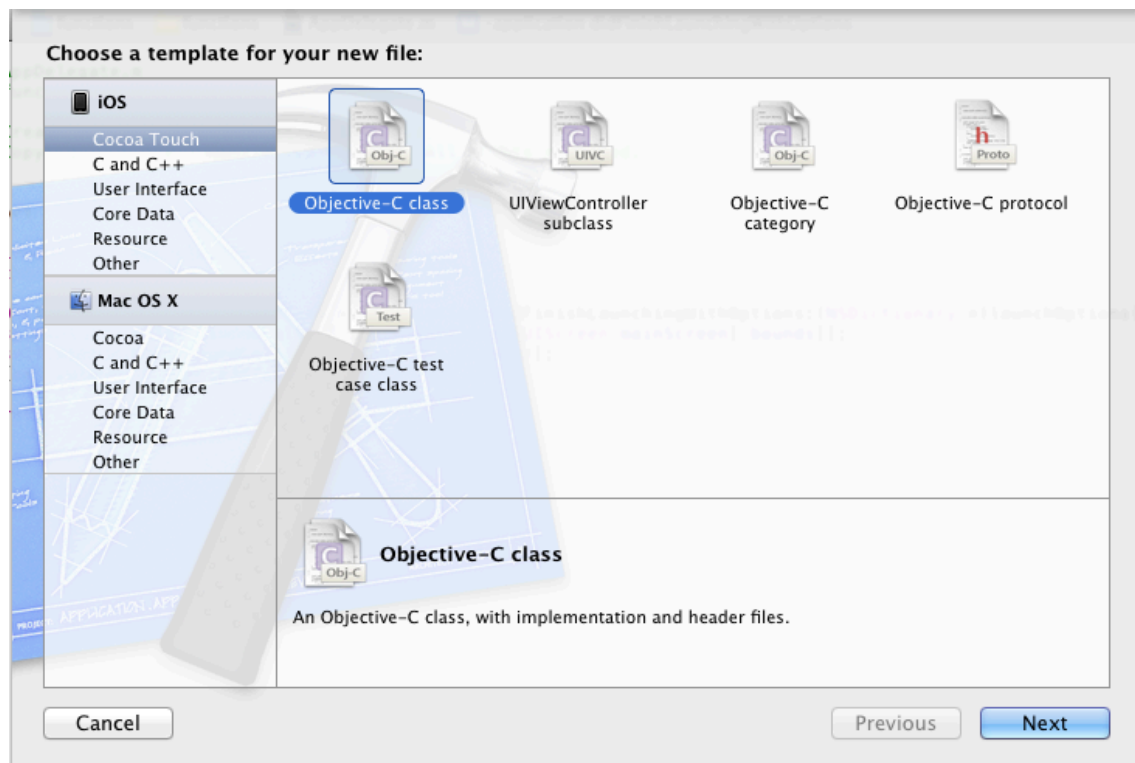 Choose a template for your new file:
iOS
Cocoa Touch
C and C++
User Interface
Core Data
Resource
Other
Mac OS X
Cocoa
C and C++
User Interface
Core Data
Resource
Other
Obj-C
Objective-C class
UIVC
UIViewController
subclass
Obj-C
Objective-C
category
h
Proto
Objective-C protocol
Test
Objective-C test
case class
Obj-C
Objective-C class
An Objective-C class, with implementation and header files.
PROJECT: APPLICATION.APP
Cancel
Previous
Next